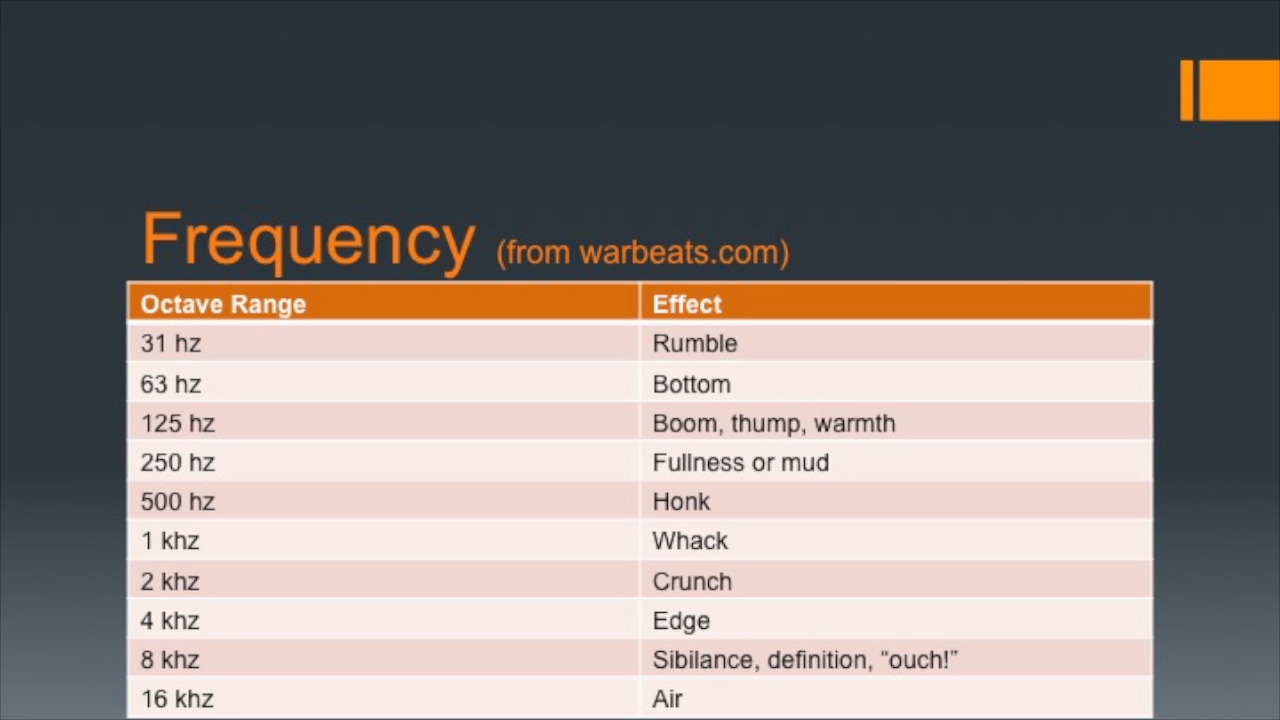 Frequency (from warbeats.com)
Octave Range Effect
31 hz Rumble
63 hz Bottom
125 hz Boom, thump, warmth
250 hz Fullness or mud
500 hz Honk
1 khz Whack
2 khz Crunch
4 khz Edge
8 khz Sibilance, definition, “ouch!”
16 khz Air